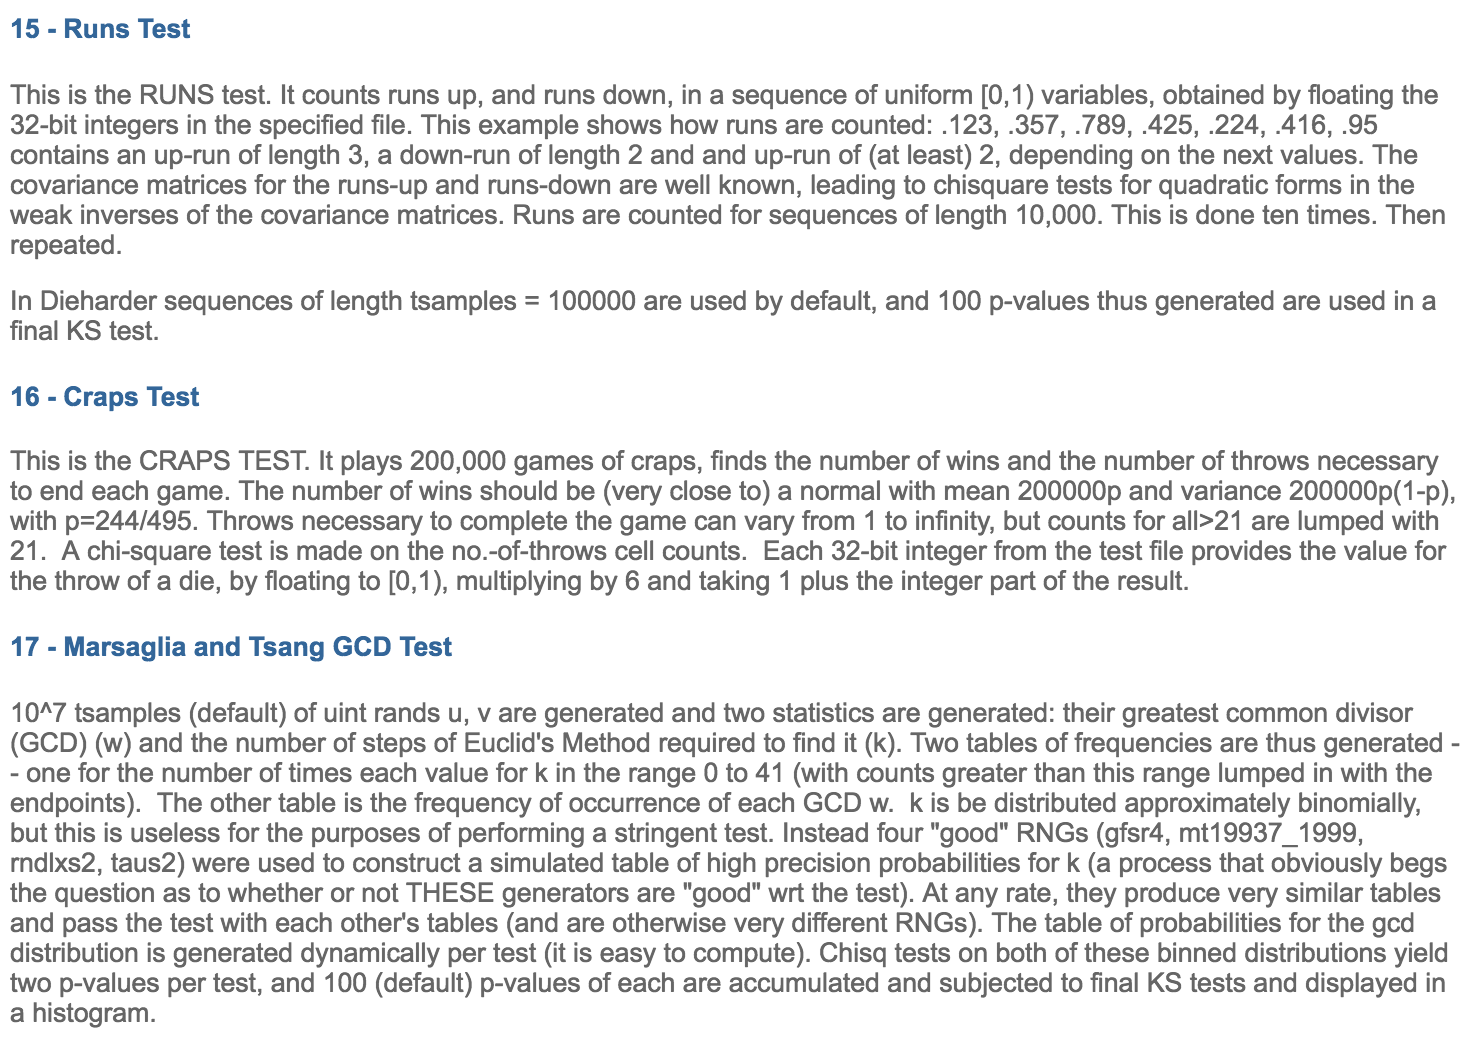 15 - Runs Test
This is the RUNS test. It counts runs up, and runs down, in a sequence of uniform [0,1) variables, obtained by floating the
32-bit integers in the specified file. This example shows how runs are counted: .123, .357, .789, .425, .224, .416, .95
contains an up-run of length 3, a down-run of length 2 and and up-run of (at least) 2, depending on the next values. The
covariance matrices for the runs-up and runs-down are well known, leading to chisquare tests for quadratic forms in the
weak inverses of the covariance matrices. Runs are counted for sequences of length 10,000. This is done ten times. Then
repeated.
In Dieharder sequences of length tsamples = 100000 are used by default, and 100 p-values thus generated are used in a
final KS test.
16 - Craps Test
This is the CRAPS TEST. It plays 200,000 games of craps, finds the number of wins and the number of throws necessary
to end each game. The number of wins should be (very close to) a normal with mean 200000p and variance 200000p(1-p),
with p=244/495. Throws necessary to complete the game can vary from 1 to infinity, but counts for all>21 are lumped with
21.  A chi-square test is made on the no.-of-throws cell counts.  Each 32-bit integer from the test file provides the value for
the throw of a die, by floating to [0,1), multiplying by 6 and taking 1 plus the integer part of the result.
17 - Marsaglia and Tsang GCD Test
10^7 tsamples (default) of uint rands u, v are generated and two statistics are generated: their greatest common divisor
(GCD) (w) and the number of steps of Euclid's Method required to find it (k). Two tables of frequencies are thus generated -
- one for the number of times each value for k in the range 0 to 41 (with counts greater than this range lumped in with the
endpoints).  The other table is the frequency of occurrence of each GCD w.  k is be distributed approximately binomially,
but this is useless for the purposes of performing a stringent test. Instead four "good" RNGs (gfsr4, mt19937_1999,
rndlxs2, taus2) were used to construct a simulated table of high precision probabilities for k (a process that obviously begs
the question as to whether or not THESE generators are "good" wrt the test). At any rate, they produce very similar tables
and pass the test with each other's tables (and are otherwise very different RNGs). The table of probabilities for the gcd
distribution is generated dynamically per test (it is easy to compute). Chisq tests on both of these binned distributions yield
two p-values per test, and 100 (default) p-values of each are accumulated and subjected to final KS tests and displayed in
a histogram.